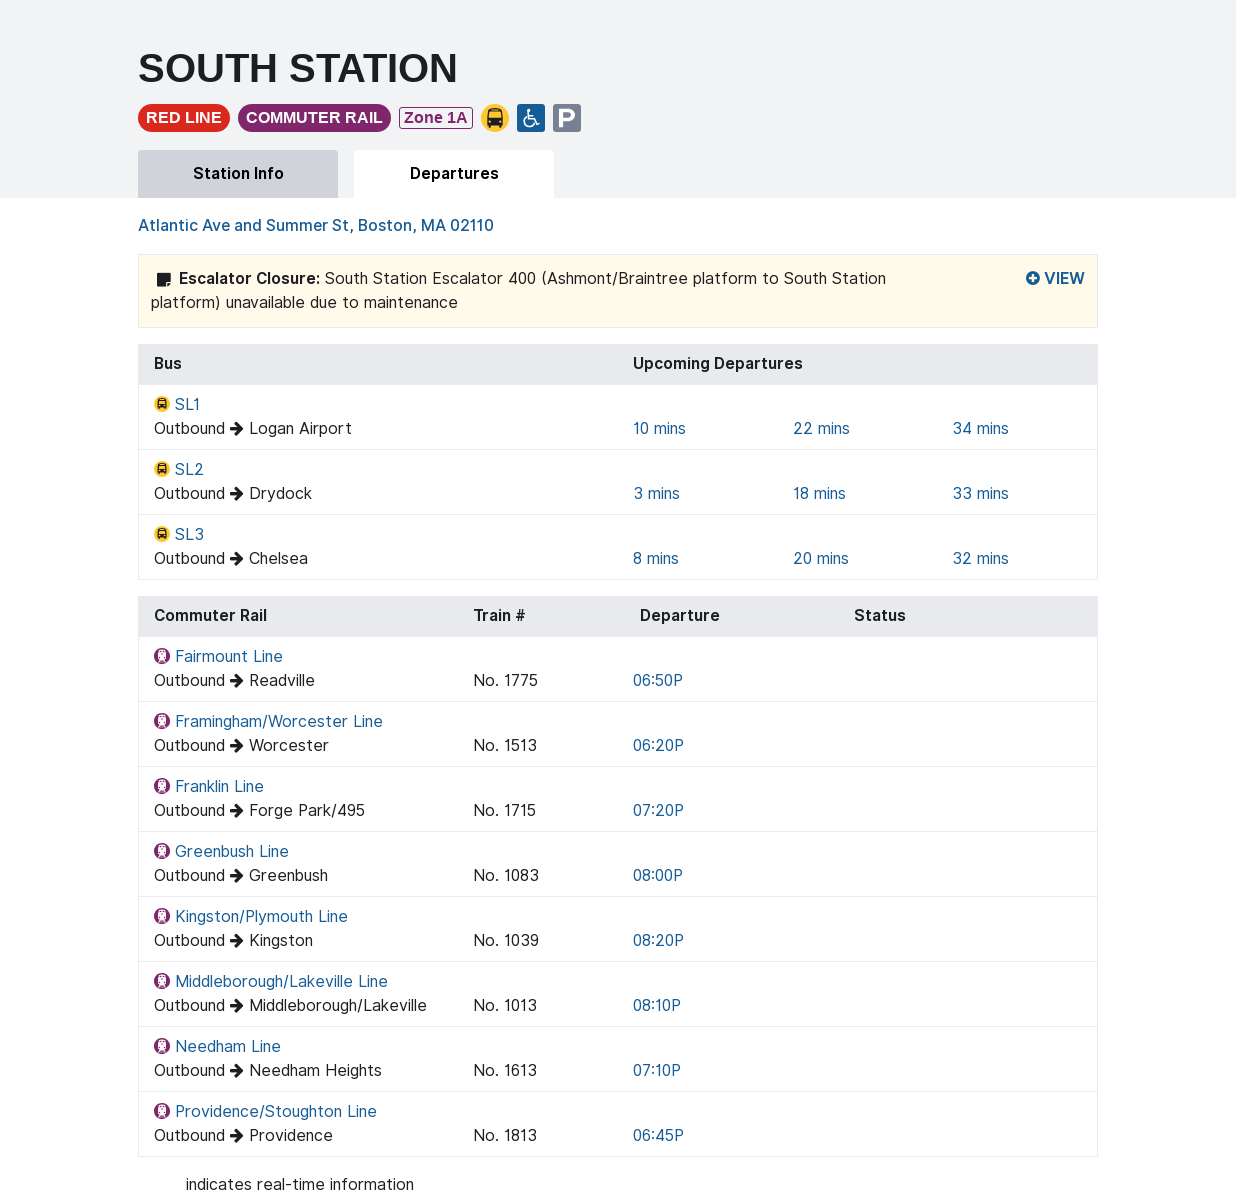 SOUTH STATION
RED LINE COMMUTER RAIL Zone 1A P
Station Info Departures
Atlantic Ave and Summer St, Boston, MA 02110
Escalator Closure: South Station Escalator 400 (Ashmont/Braintree platform to South Station VIEW
platform) unavailable due to maintenance
Bus Upcoming Departures
SL1
Outbound → Logan Airport 10 mins 22 mins 34 mins
SL2
Outbound → Drydock 3 mins 18 mins 33 mins
SL3
Outbound → Chelsea 8 mins 20 mins 32 mins
Commuter Rail Train # Departure Status
Fairmount Line
Outbound → Readville No. 1775 06:50P
Framingham/Worcester Line
Outbound → Worcester No. 1513 06:20P
Franklin Line
Outbound → Forge Park/495 No. 1715 07:20P
Greenbush Line
Outbound → Greenbush No. 1083 08:00P
Kingston/Plymouth Line
Outbound → Kingston No. 1039 08:20P
Middleborough/Lakeville Line
Outbound → Middleborough/Lakeville No. 1013 08:10P
Needham Line
Outbound → Needham Heights No. 1613 07:10P
Providence/Stoughton Line
Outbound → Providence No. 1813 06:45P
indicates real-time information